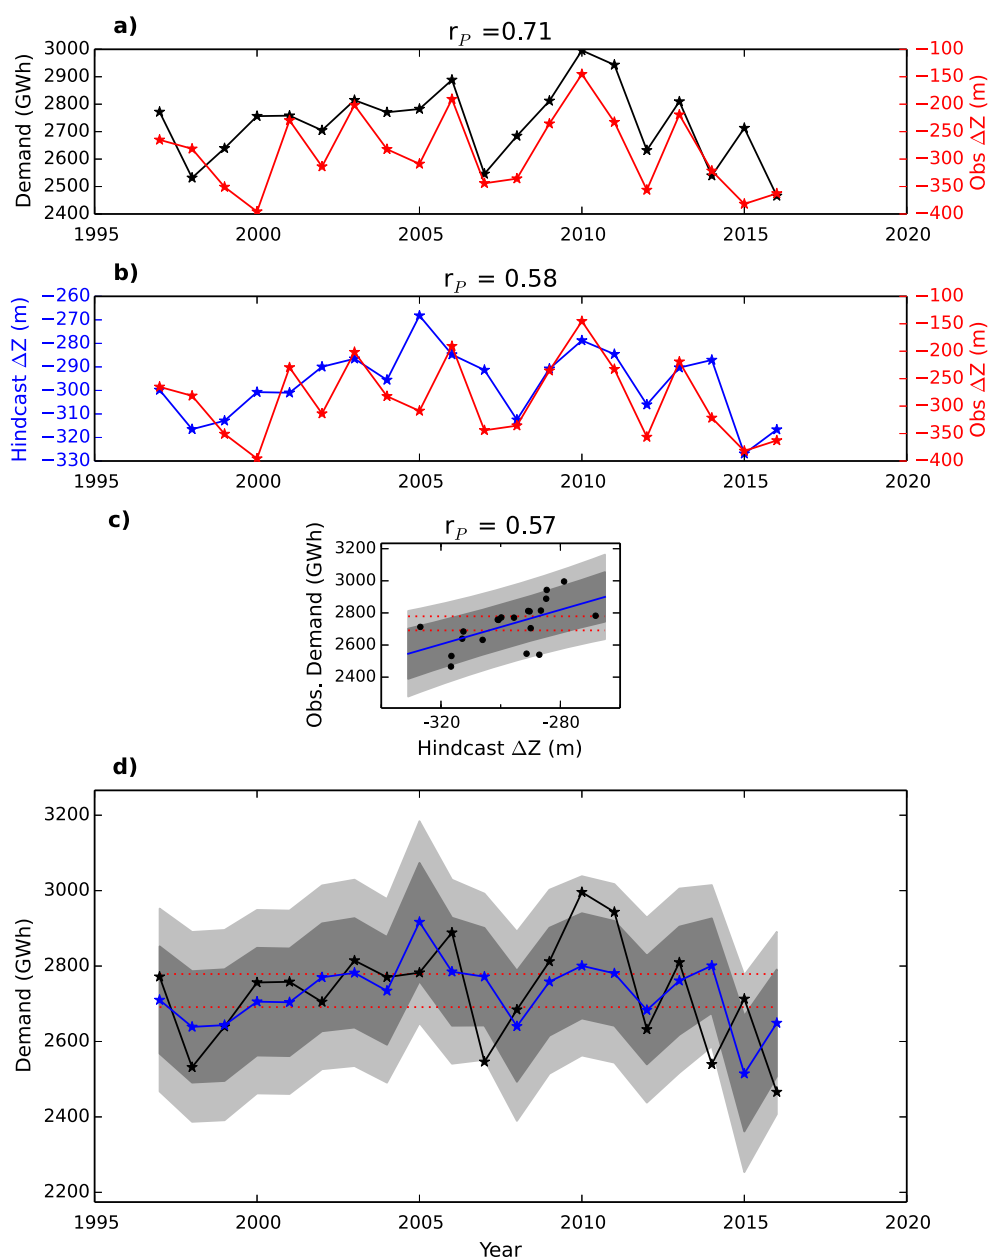 a)
r_P =0.71
3000
2900
2800
2700
2600
2500
2400
Demand (GWh)
−100
−150
−200
−250
−300
−350
−400
Obs ΔZ (m)
1995 2000 2005 2010 2015 2020
b)
r_P = 0.58
−260
−270
−280
−290
−300
−310
−320
−330
Hindcast ΔZ (m)
−100
−150
−200
−250
−300
−350
−400
Obs ΔZ (m)
1995 2000 2005 2010 2015 2020
c)
r_P = 0.57
3200
3000
2800
2600
2400
Obs. Demand (GWh)
-320 -280
Hindcast ΔZ (m)
d)
3200
3000
2800
2600
2400
2200
Demand (GWh)
1995 2000 2005 2010 2015 2020
Year